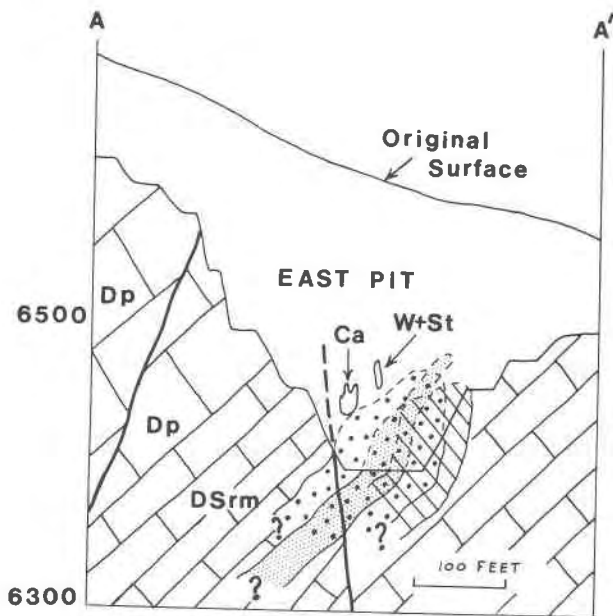 A
A'
Original
Surface
EAST PIT
6500
Dp
Ca
W+St
Dp
DSrm
?
?
?
100 FEET
6300